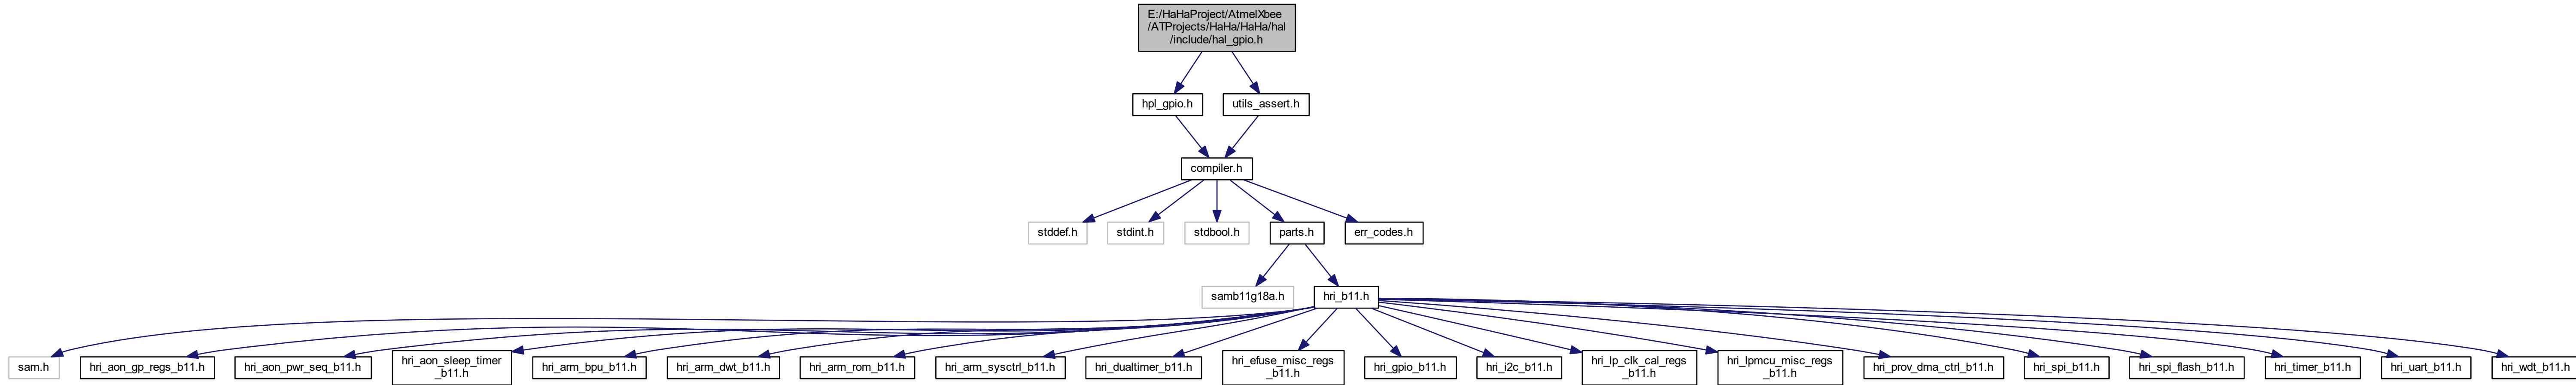 E:/HaHaProject/AtmelXbee
/ATProjects/HaHa/HaHa/hal
/include/hal_gpio.h
hpl_gpio.h
utils_assert.h
compiler.h
stddef.h
stdint.h
stdbool.h
parts.h
err_codes.h
samb11g18a.h
hri_b11.h
sam.h
hri_aon_gp_regs_b11.h
hri_aon_pwr_seq_b11.h
hri_aon_sleep_timer
_b11.h
hri_arm_bpu_b11.h
hri_arm_dwt_b11.h
hri_arm_rom_b11.h
hri_arm_sysctrl_b11.h
hri_dualtimer_b11.h
hri_efuse_misc_regs
_b11.h
hri_gpio_b11.h
hri_i2c_b11.h
hri_lp_clk_cal_regs
_b11.h
hri_lpmcu_misc_regs
_b11.h
hri_prov_dma_ctrl_b11.h
hri_spi_b11.h
hri_spi_flash_b11.h
hri_timer_b11.h
hri_uart_b11.h
hri_wdt_b11.h